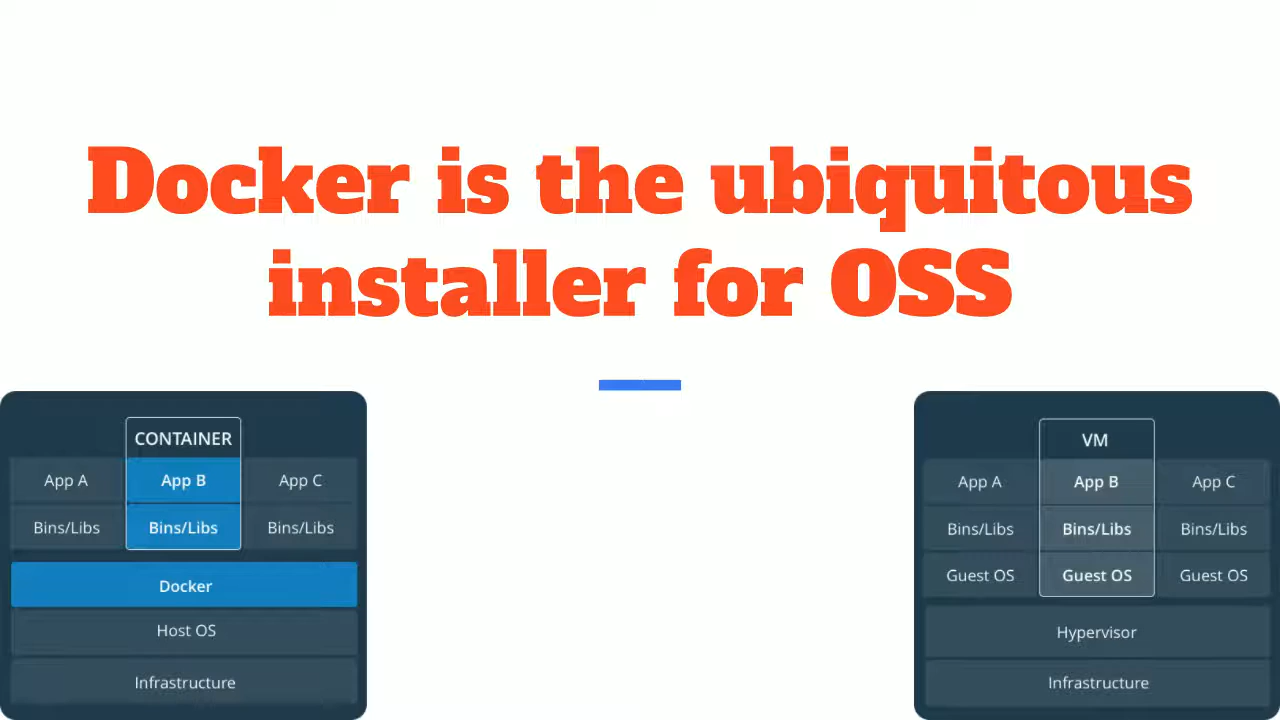 Docker is the ubiquitous
installer for OSS
CONTAINER
App A App B App C
Bins/Libs Bins/Libs Bins/Libs
Docker
Host OS
Infrastructure
VM
App A App B App C
Bins/Libs Bins/Libs Bins/Libs
Guest OS Guest OS Guest OS
Hypervisor
Infrastructure